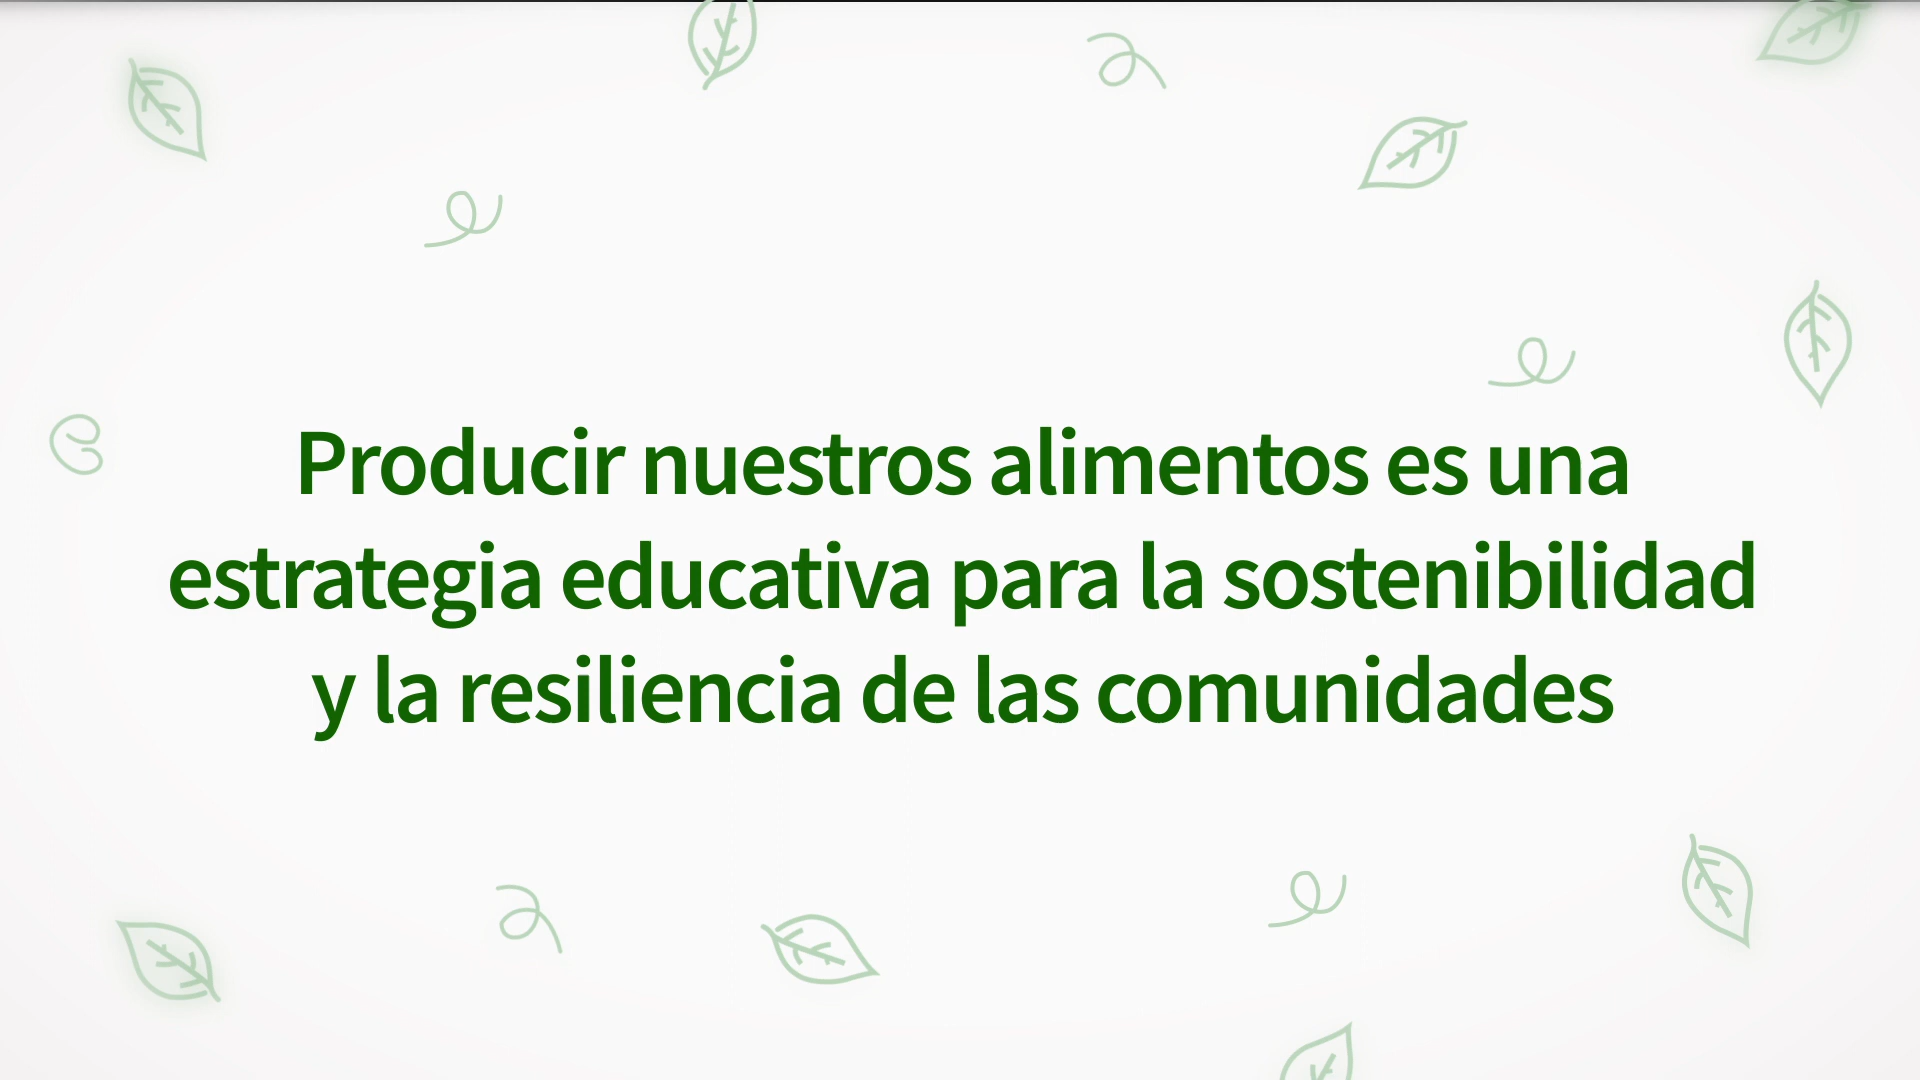 Producir nuestros alimentos es una
estrategia educativa para la sostenibilidad
y la resiliencia de las comunidades